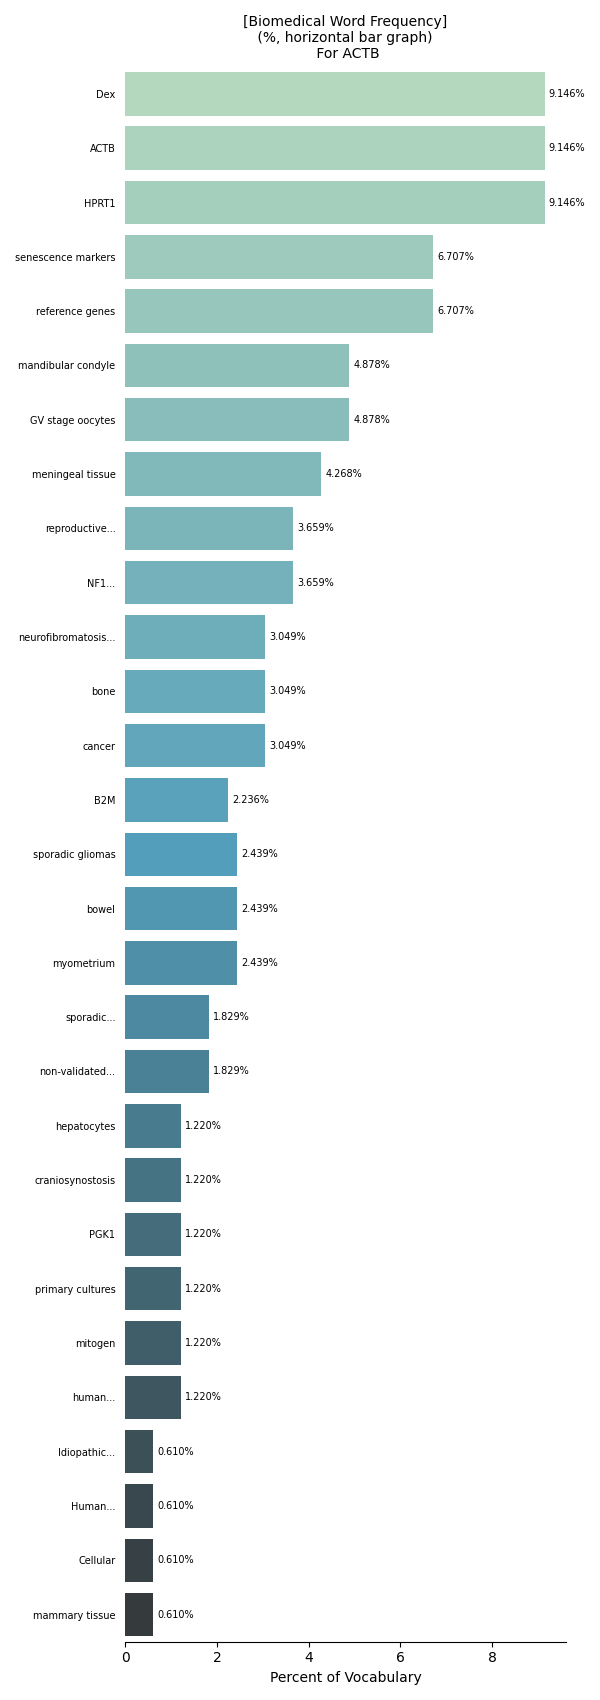 [Biomedical Word Frequency]
(%, horizontal bar graph)
For ACTB
Dex 9.146%
ACTB 9.146%
HPRT1 9.146%
senescence markers 6.707%
reference genes 6.707%
mandibular condyle 4.878%
GV stage oocytes 4.878%
meningeal tissue 4.268%
reproductive... 3.659%
NF1... 3.659%
neurofibromatosis... 3.049%
bone 3.049%
cancer 3.049%
B2M 2.236%
sporadic gliomas 2.439%
bowel 2.439%
myometrium 2.439%
sporadic... 1.829%
non-validated... 1.829%
hepatocytes 1.220%
craniosynostosis 1.220%
PGK1 1.220%
primary cultures 1.220%
mitogen 1.220%
human... 1.220%
Idiopathic... 0.610%
Human... 0.610%
Cellular 0.610%
mammary tissue 0.610%
0 2 4 6 8
Percent of Vocabulary